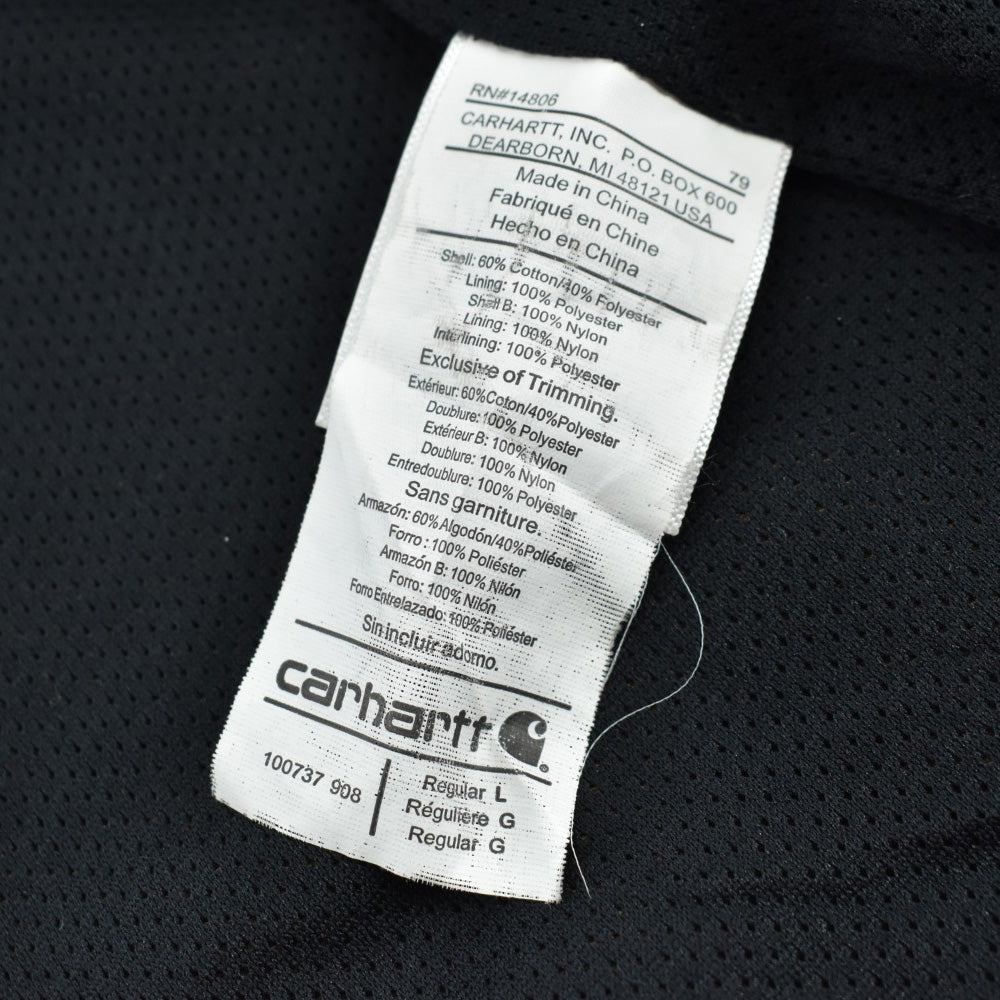 RN#14806
79
CARHARTT, INC. P.O. BOX 600
DEARBORN, MI 48121 USA
Made in China
Fabriqué en Chine
Hecho en China
Shell: 60% Cotton/40% Polyester
Lining: 100% Polyester
Shell B: 100% Nylon
Lining: 100% Nylon
Interlining: 100% Polyester
Exclusive of Trimming.
Extérieur: 60%Coton/40%Polyester
Doublure: 100% Polyester
Extérieur B: 100% Nylon
Doublure: 100% Nylon
Entredoublure: 100% Polyester
Sans garniture.
Armazón: 60% Algodón/40%Poliéster
Forro : 100% Poliéster
Armazón B: 100% Nilón
Forro: 100% Nilón
Forro Entrelazado: 100% Poliéster
Sin incluir adorno.
carhartt
100737 908
Regular L
Régulière G
Regular G